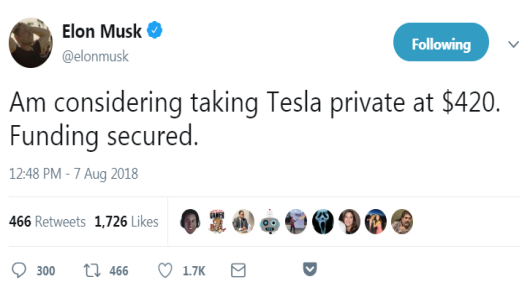 Elon Musk
@elonmusk
Following
Am considering taking Tesla private at $420.
Funding secured.
12:48 PM - 7 Aug 2018
466 Retweets 1,726 Likes
300 466 1.7K